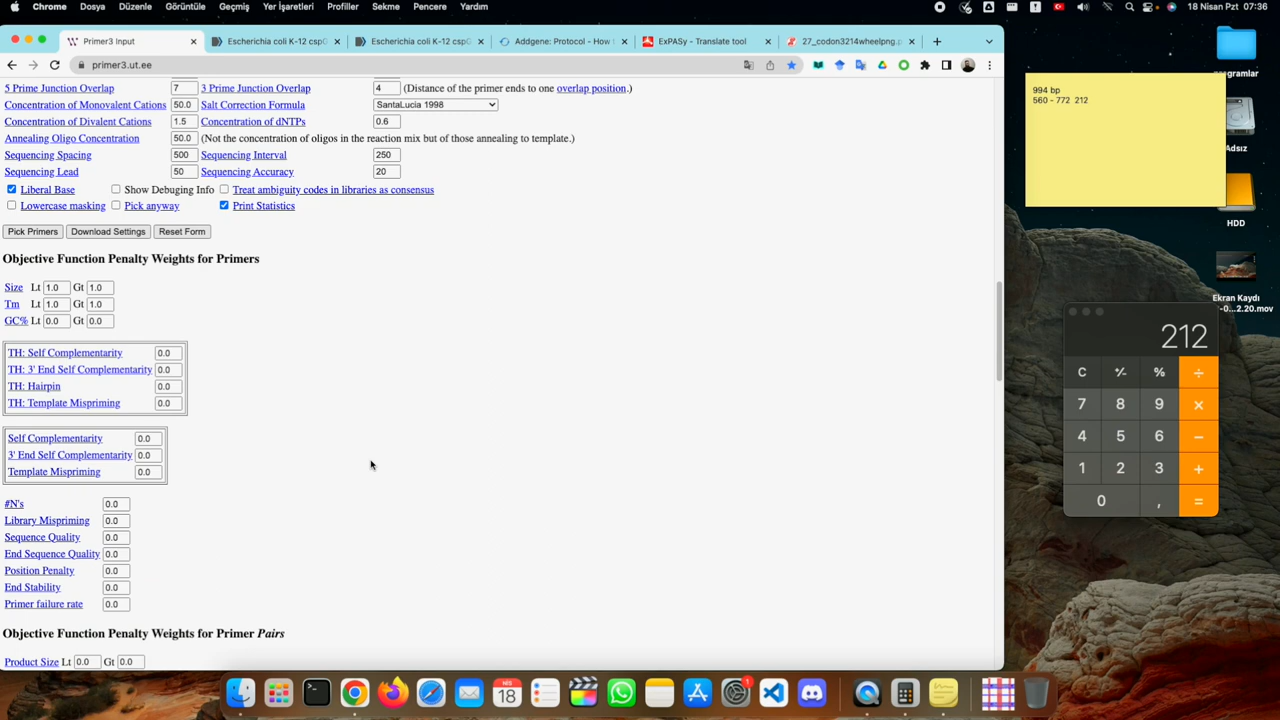 Chrome Dosya Düzenle Görüntüle Geçmiş Yer İşaretleri Profiller Sekme Pencere Yardım 18 Nisan Pzt 07:36
Primer3 Input Escherichia coli K-12 csp Escherichia coli K-12 csp Addgene: Protocol - How ExPASy - Translate tool 27_codon3214wheelpng.p
primer3.ut.ee
5 Prime Junction Overlap 7 3 Prime Junction Overlap 4 (Distance of the primer ends to one overlap position.)
Concentration of Monovalent Cations 50.0 Salt Correction Formula SantaLucia 1998
Concentration of Divalent Cations 1.5 Concentration of dNTPs 0.6
Annealing Oligo Concentration 50.0 (Not the concentration of oligos in the reaction mix but of those annealing to template.)
Sequencing Spacing 500 Sequencing Interval 250
Sequencing Lead 50 Sequencing Accuracy 20
Liberal Base Show Debuging Info Treat ambiguity codes in libraries as consensus
Lowercase masking Pick anyway Print Statistics
Pick Primers Download Settings Reset Form
Objective Function Penalty Weights for Primers
Size Lt 1.0 Gt 1.0
Tm Lt 1.0 Gt 1.0
GC% Lt 0.0 Gt 0.0
TH: Self Complementarity 0.0
TH: 3' End Self Complementarity 0.0
TH: Hairpin 0.0
TH: Template Mispriming 0.0
Self Complementarity 0.0
3' End Self Complementarity 0.0
Template Mispriming 0.0
#N's 0.0
Library Mispriming 0.0
Sequence Quality 0.0
End Sequence Quality 0.0
Position Penalty 0.0
End Stability 0.0
Primer failure rate 0.0
Objective Function Penalty Weights for Primer Pairs
Product Size Lt 0.0 Gt 0.0
994 bp
560 - 772 212
Adsız
HDD
Ekran Kaydı
-0...2.20.mov
212
C +/- % ÷
7 8 9 ×
4 5 6 −
1 2 3 +
0 , =
NİS
18
1